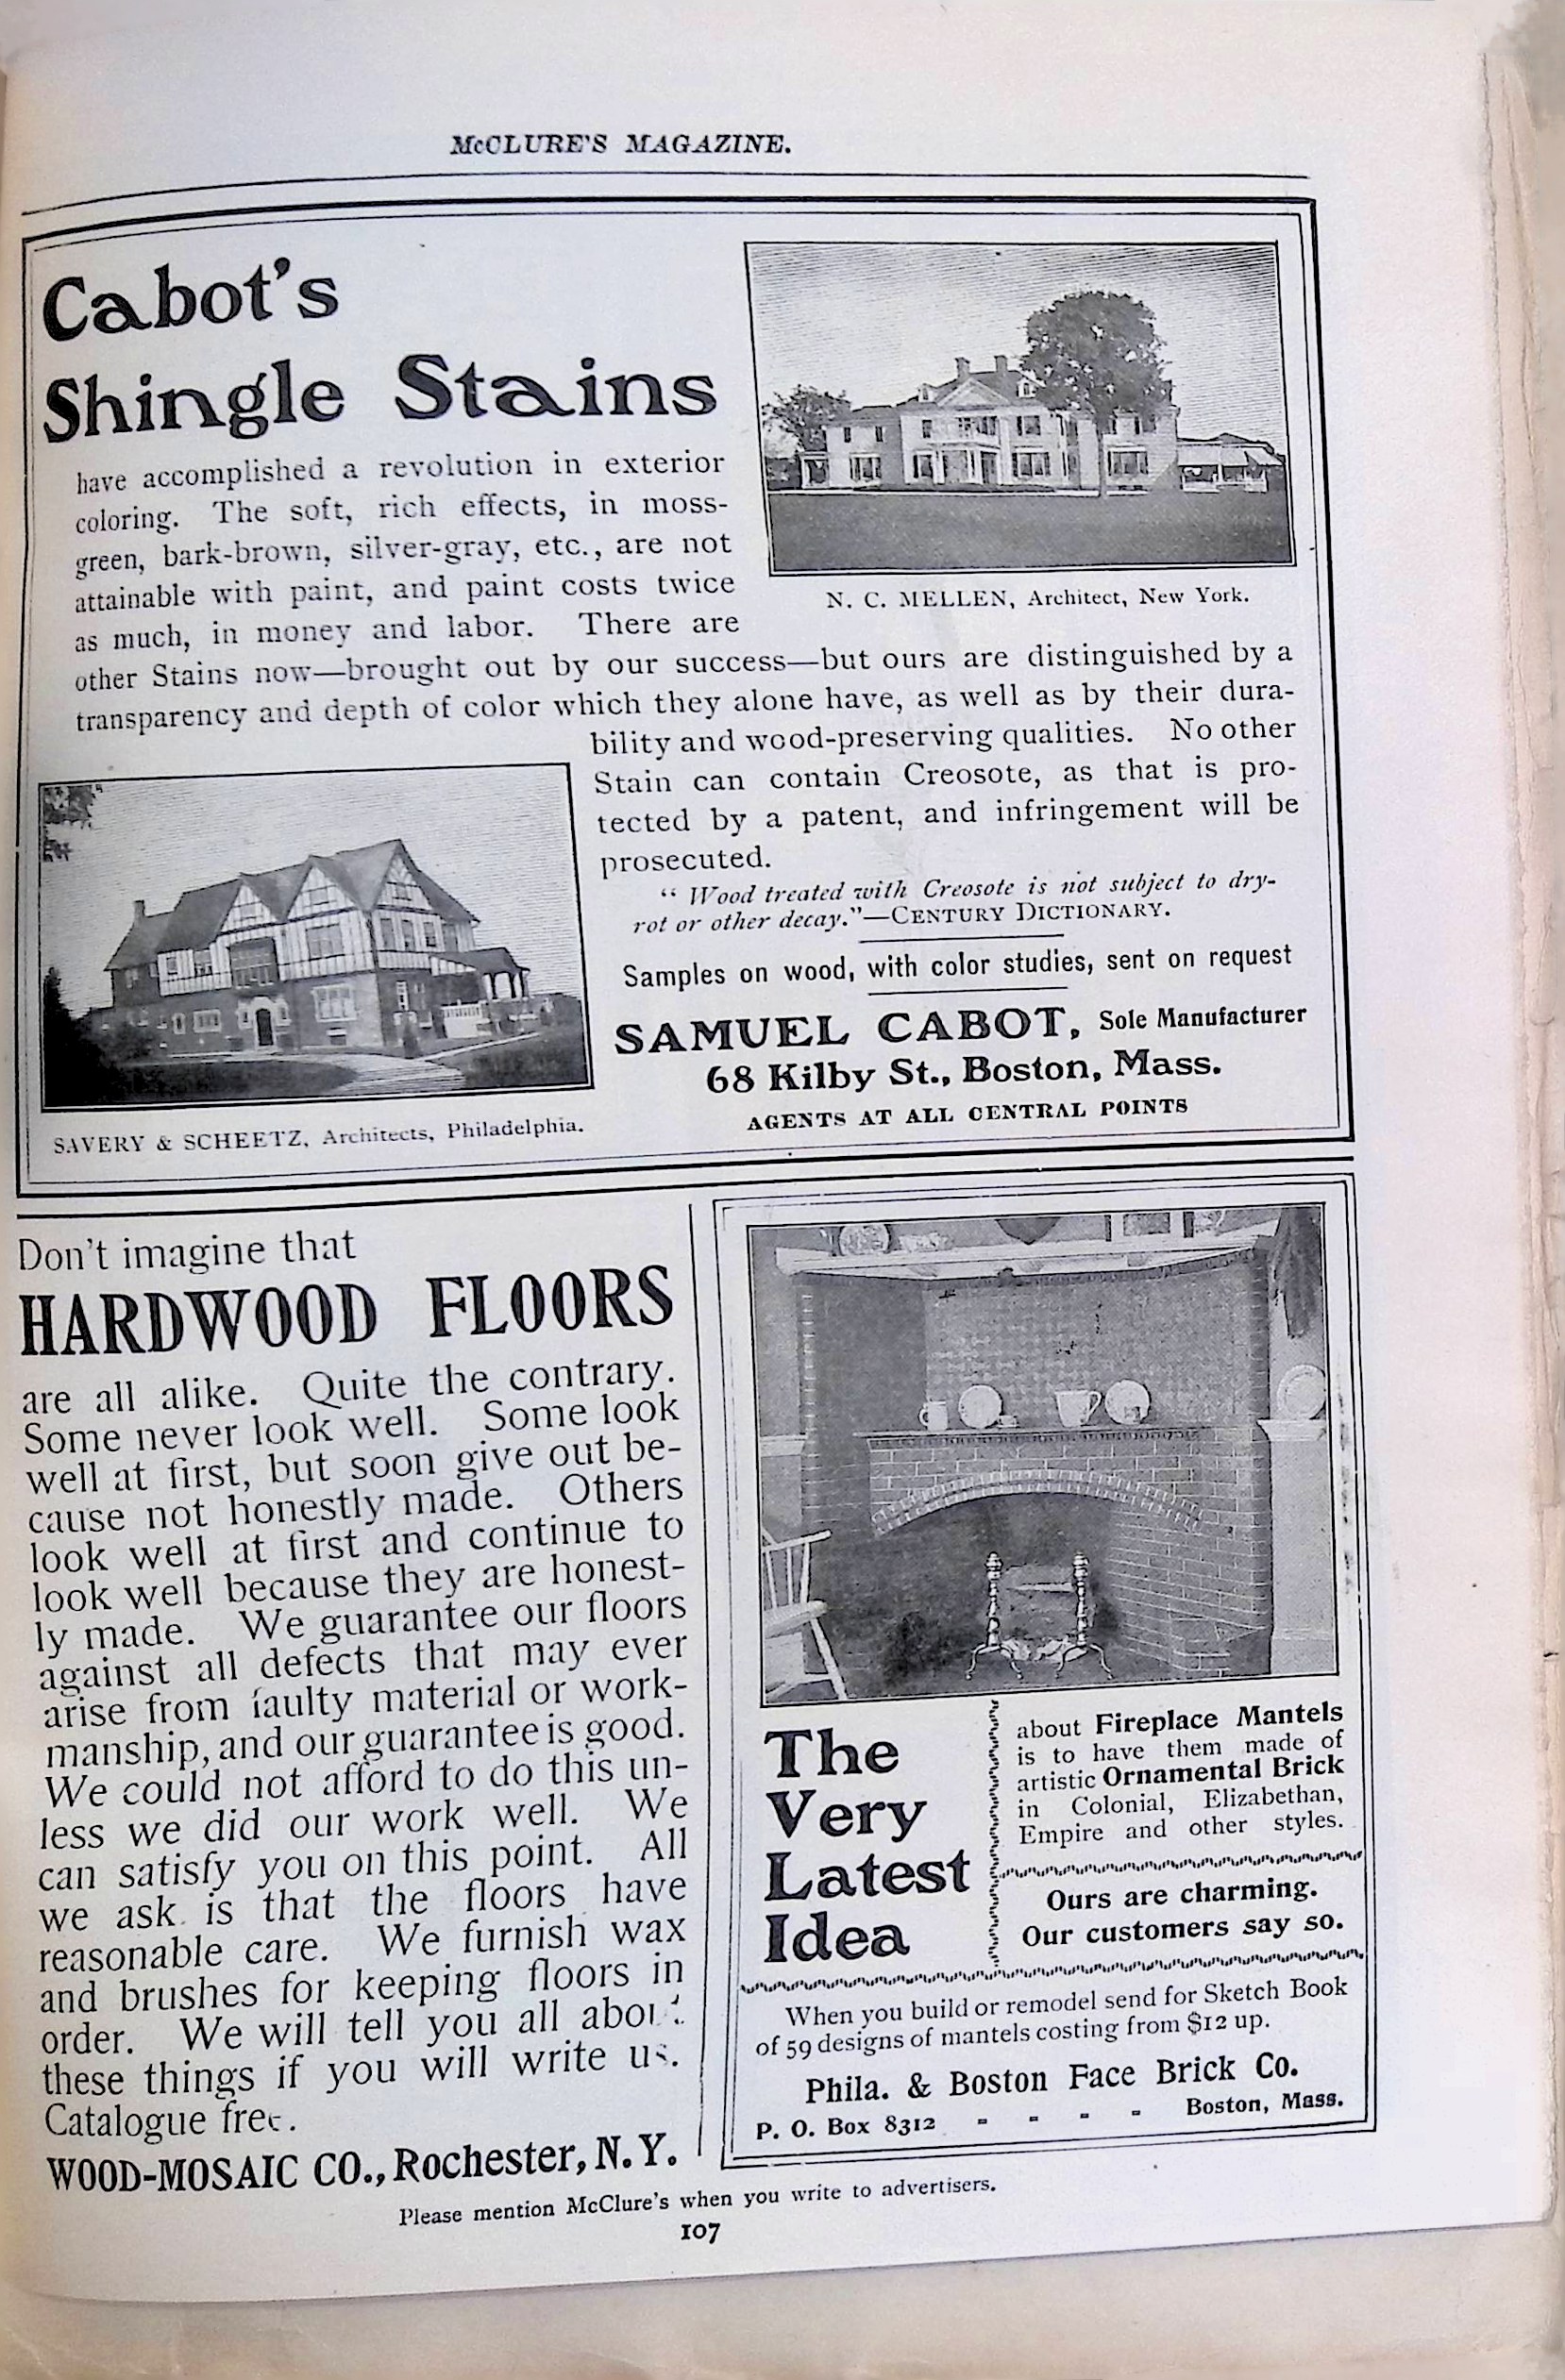 McCLURE'S MAGAZINE.
Cabot's
Shingle Stains
have accomplished a revolution in exterior
coloring. The soft, rich effects, in moss-
green, bark-brown, silver-gray, etc., are not
attainable with paint, and paint costs twice
as much, in money and labor. There are
other Stains now—brought out by our success—but ours are distinguished by a
transparency and depth of color which they alone have, as well as by their dura-
bility and wood-preserving qualities. No other
Stain can contain Creosote, as that is pro-
tected by a patent, and infringement will be
prosecuted.
“ Wood treated with Creosote is not subject to dry-
rot or other decay.”—CENTURY DICTIONARY.
Samples on wood, with color studies, sent on request
SAMUEL CABOT, Sole Manufacturer
68 Kilby St., Boston, Mass.
AGENTS AT ALL CENTRAL POINTS
N. C. MELLEN, Architect, New York.
SAVERY & SCHEETZ, Architects, Philadelphia.
Don't imagine that
HARDWOOD FLOORS
are all alike. Quite the contrary.
Some never look well. Some look
well at first, but soon give out be-
cause not honestly made. Others
look well at first and continue to
look well because they are honest-
ly made. We guarantee our floors
against all defects that may ever
arise from faulty material or work-
manship, and our guarantee is good.
We could not afford to do this un-
less we did our work well. We
can satisfy you on this point. All
we ask is that the floors have
reasonable care. We furnish wax
and brushes for keeping floors in
order. We will tell you all about
these things if you will write us.
Catalogue free.
WOOD-MOSAIC CO., Rochester, N. Y.
The
Very
Latest
Idea
about Fireplace Mantels
is to have them made of
artistic Ornamental Brick
in Colonial, Elizabethan,
Empire and other styles.
Ours are charming.
Our customers say so.
When you build or remodel send for Sketch Book
of 59 designs of mantels costing from $12 up.
Phila. & Boston Face Brick Co.
P. O. Box 8312 - - - - Boston, Mass.
Please mention McClure's when you write to advertisers.
107